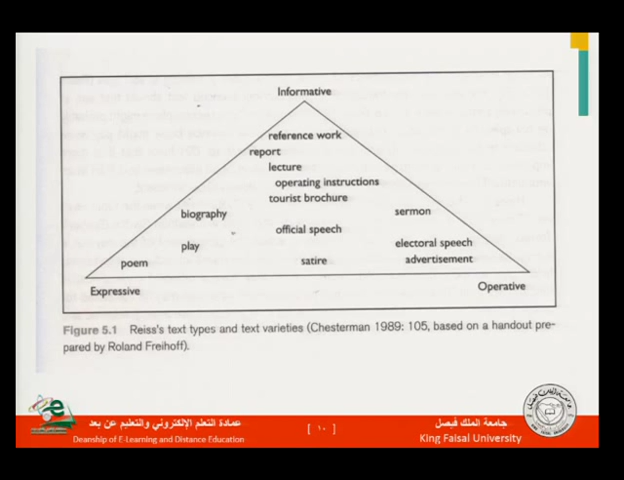 Informative
reference work
report
lecture
operating instructions
tourist brochure
biography
sermon
official speech
play
electoral speech
poem
satire
advertisement
Expressive
Operative
Figure 5.1 Reiss's text types and text varieties (Chesterman 1989: 105, based on a handout pre-
pared by Roland Freihoff).
عمادة التعلم الإلكتروني والتعليم عن بعد
Deanship of E-Learning and Distance Education
[ ١٠ ]
جامعة الملك فيصل
King Faisal University